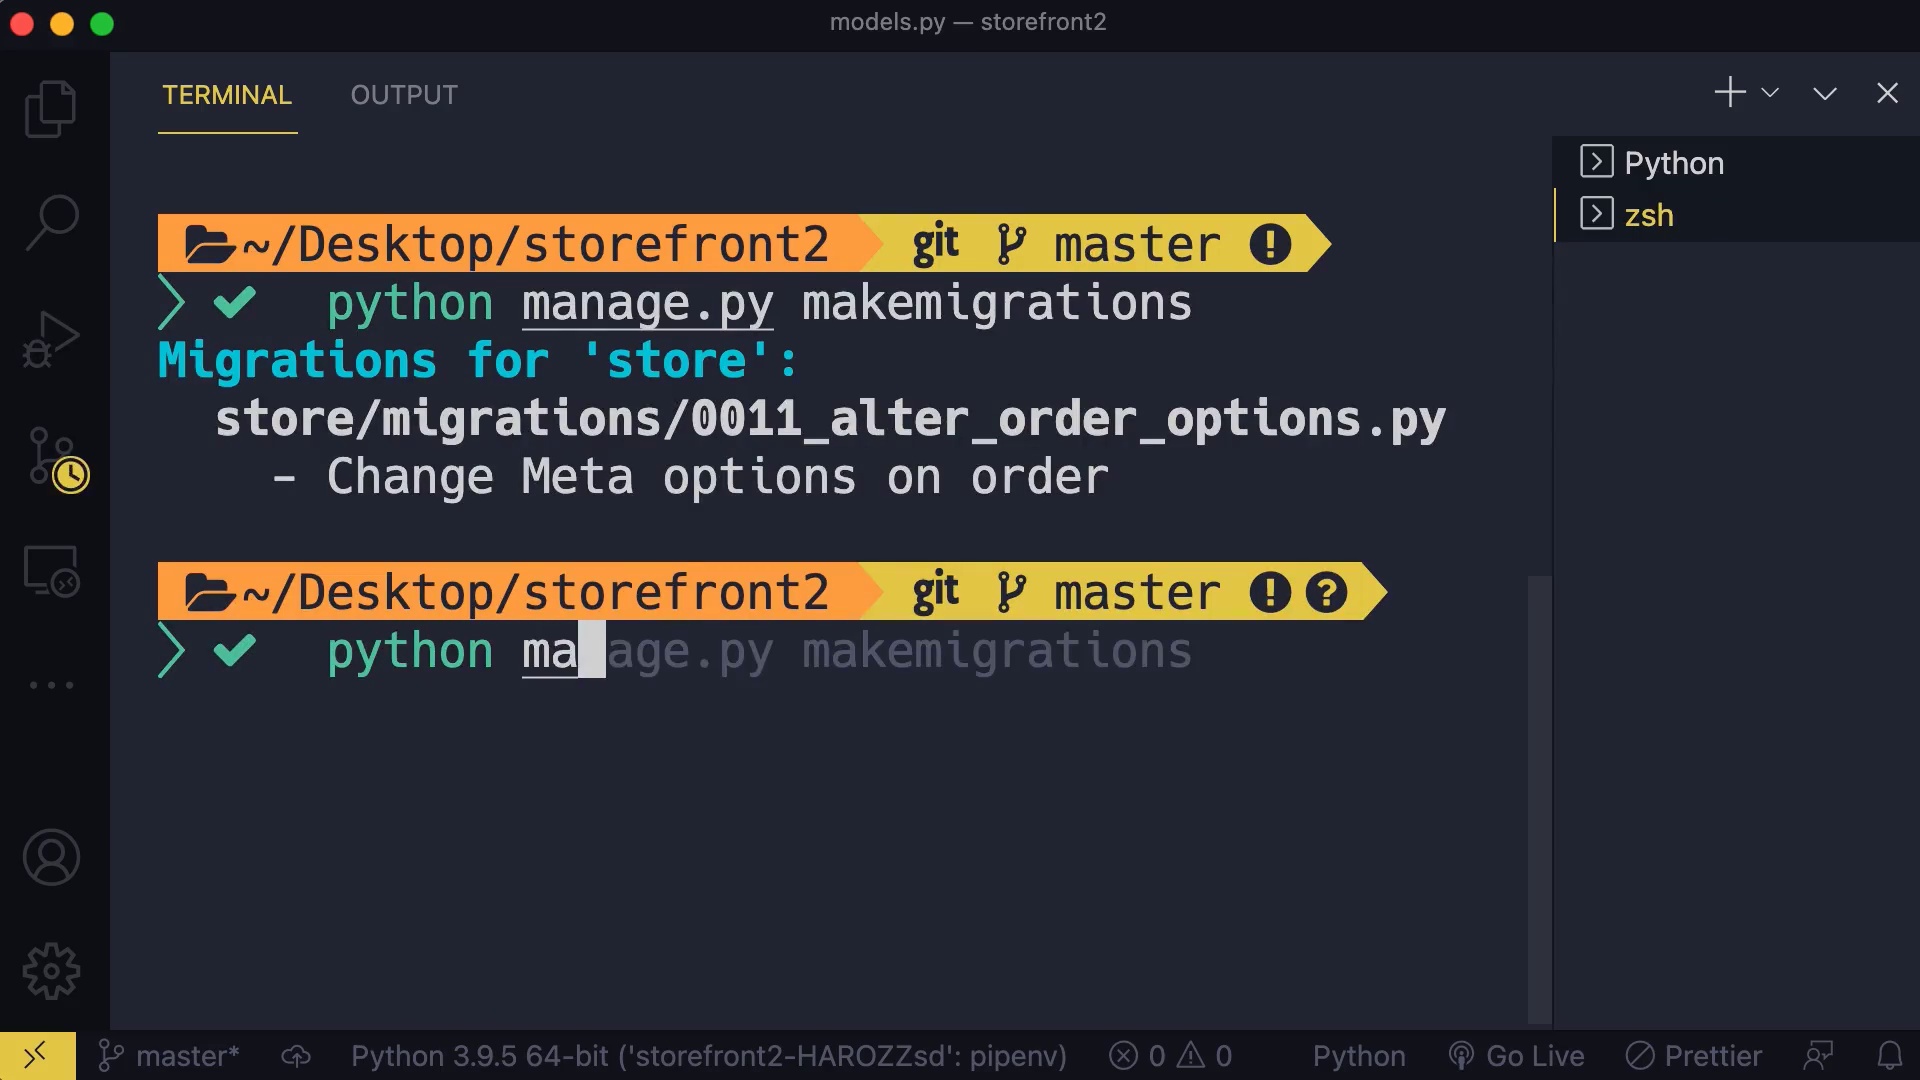 models.py — storefront2
TERMINAL OUTPUT
Python
zsh
~/Desktop/storefront2 git master !
python manage.py makemigrations
Migrations for 'store':
store/migrations/0011_alter_order_options.py
- Change Meta options on order
~/Desktop/storefront2 git master ! ?
python ma age.py makemigrations
master* Python 3.9.5 64-bit ('storefront2-HAROZZsd': pipenv) 0 0 Python Go Live Prettier